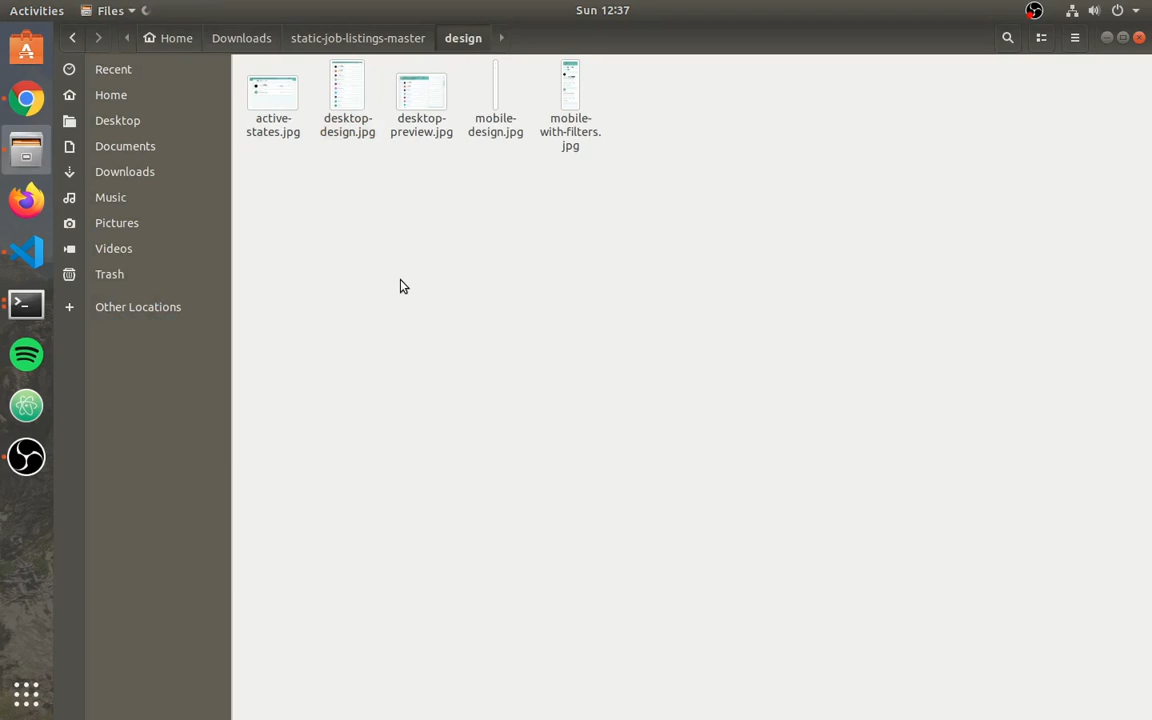 Activities
Files
Sun 12:37
Home
Downloads
static-job-listings-master
design
Recent
Home
Desktop
Documents
Downloads
Music
Pictures
Videos
Trash
+ Other Locations
active-
states.jpg
desktop-
design.jpg
desktop-
preview.jpg
mobile-
design.jpg
mobile-
with-filters.
jpg